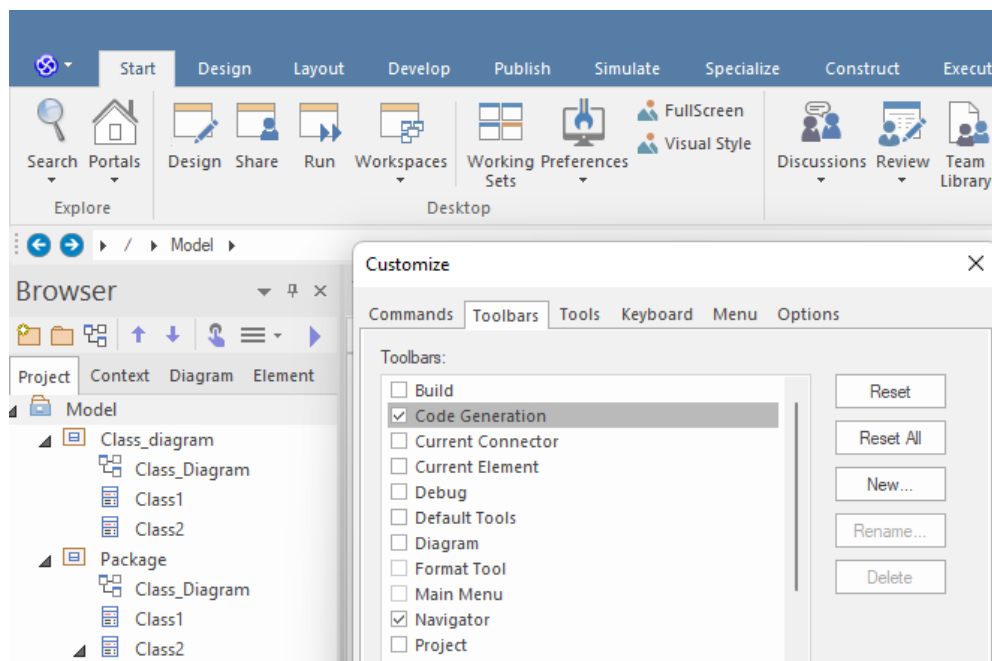 Start Design Layout Develop Publish Simulate Specialize Construct Execut
FullScreen
Visual Style
Search Portals Design Share Run Workspaces Working Sets Preferences Discussions Review Team Library
Explore Desktop
/ Model
Customize
Browser
Commands Toolbars Tools Keyboard Menu Options
Project Context Diagram Element
Toolbars:
Model
Class_diagram
Class_Diagram
Class1
Class2
Package
Class_Diagram
Class1
Class2
Build
Code Generation
Current Connector
Current Element
Debug
Default Tools
Diagram
Format Tool
Main Menu
Navigator
Project
Reset
Reset All
New...
Rename...
Delete